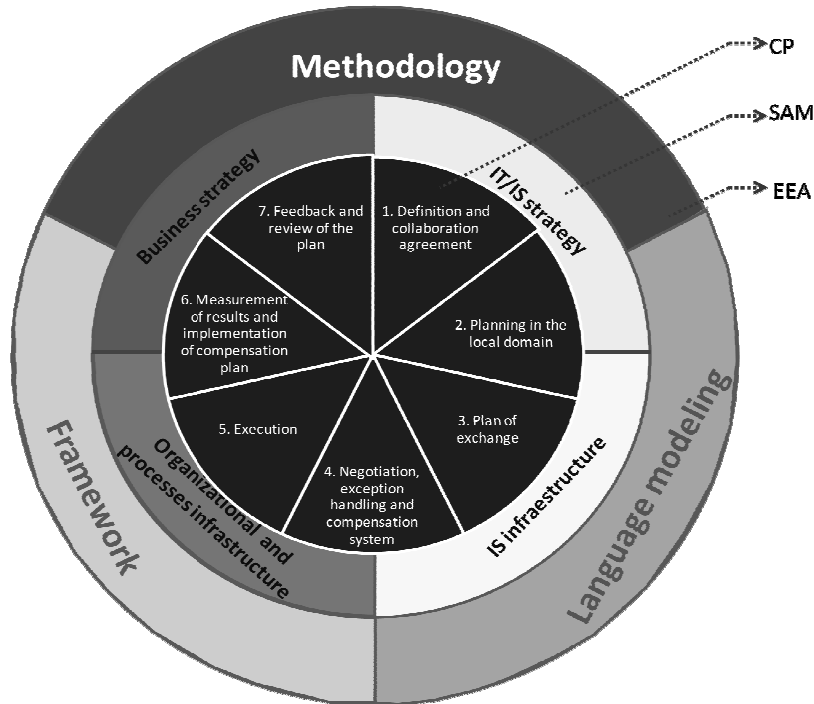 Methodology
CP
SAM
EEA
Business strategy
IT/IS strategy
IS infraestructure
Organizational and
processes infrastructure
Framework
Language modeling
1. Definition and
collaboration
agreement
2. Planning in the
local domain
3. Plan of
exchange
4. Negotiation,
exception
handling and
compensation
system
5. Execution
6. Measurement
of results and
implementation
of compensation
plan
7. Feedback and
review of the
plan